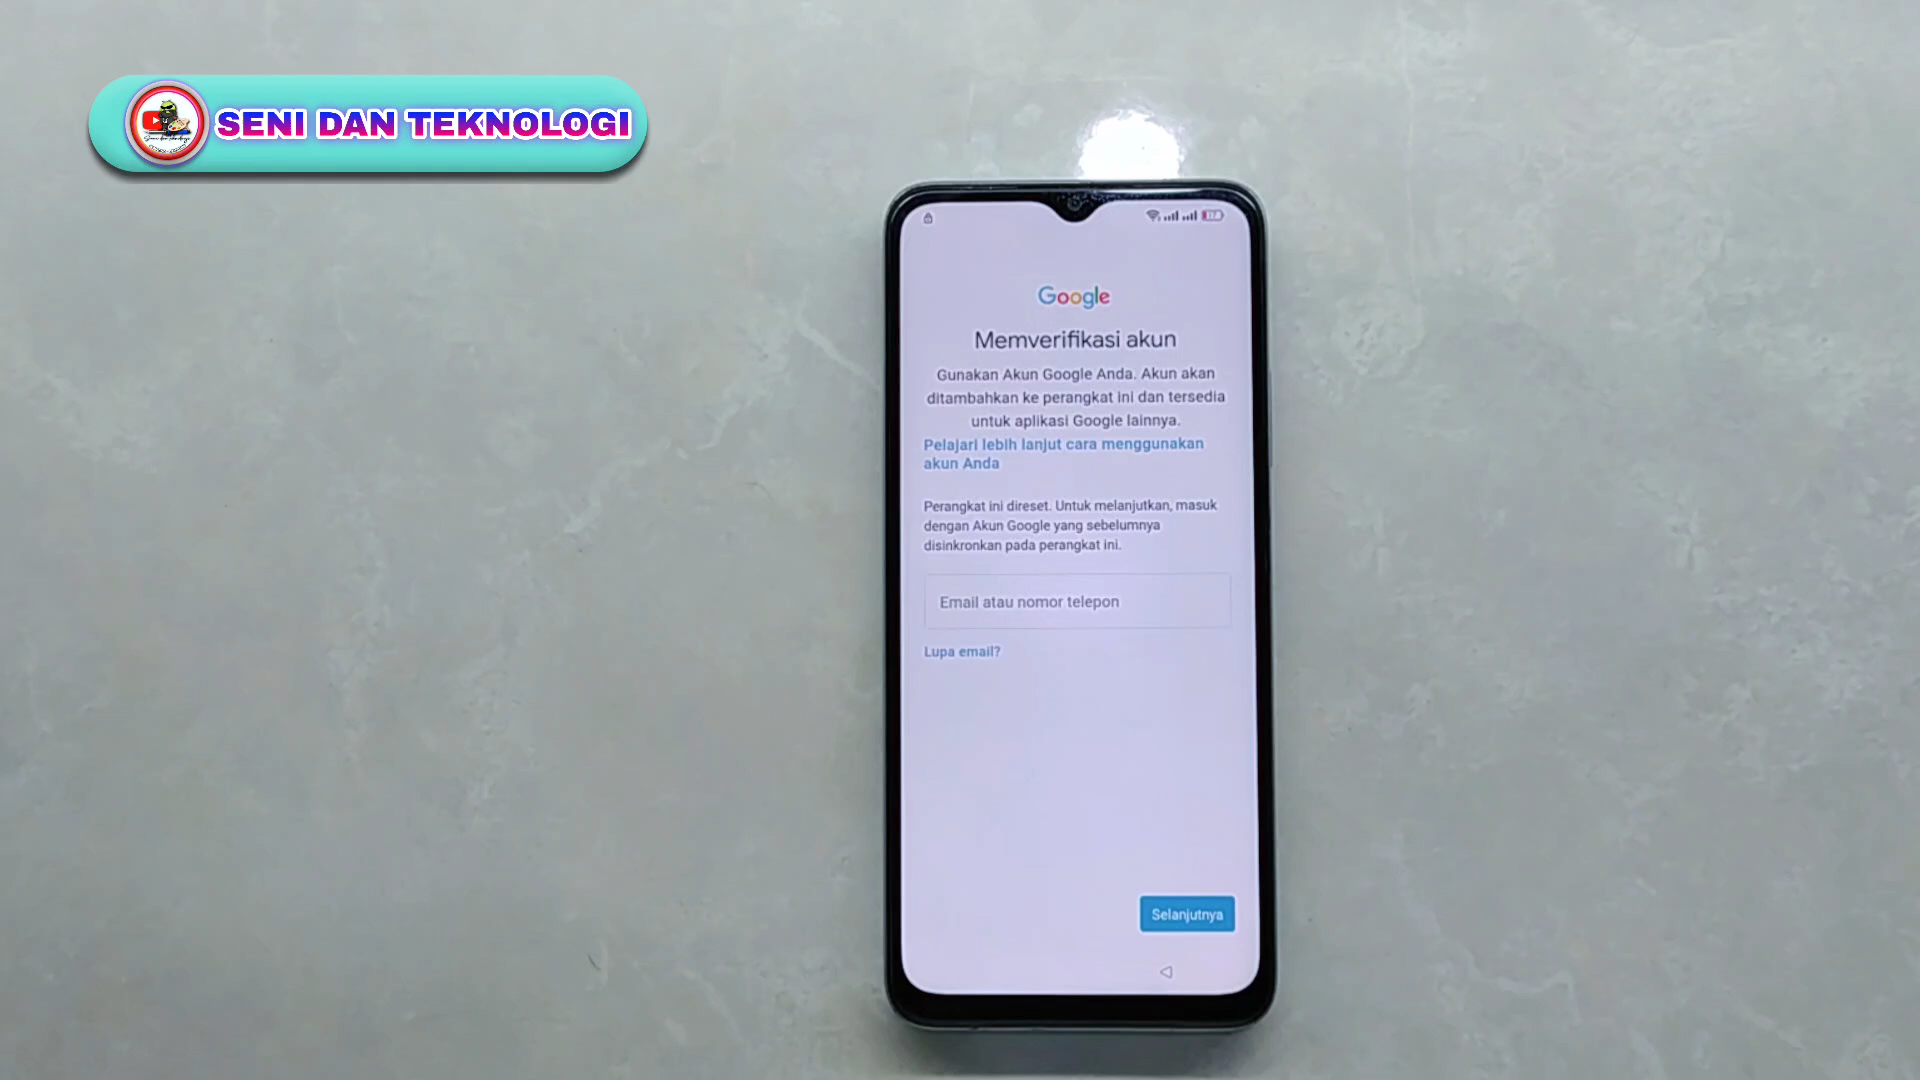 SENI DAN TEKNOLOGI
Google
Memverifikasi akun
Gunakan Akun Google Anda. Akun akan
ditambahkan ke perangkat ini dan tersedia
untuk aplikasi Google lainnya.
Pelajari lebih lanjut cara menggunakan
akun Anda
Perangkat ini direset. Untuk melanjutkan, masuk
dengan Akun Google yang sebelumnya
disinkronkan pada perangkat ini.
Email atau nomor telepon
Lupa email?
Selanjutnya